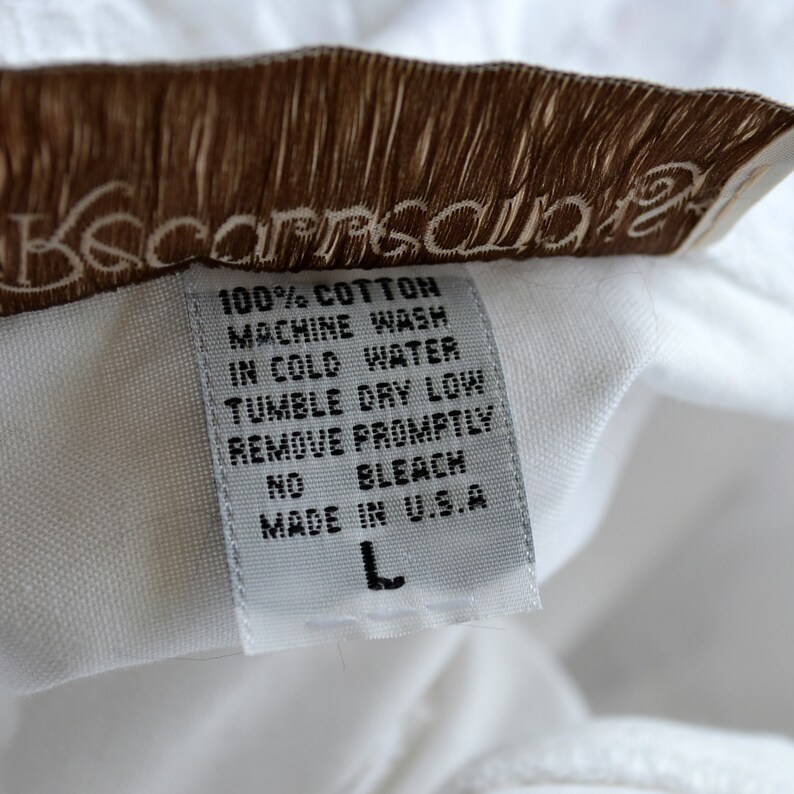 100% COTTON
MACHINE WASH
IN COLD WATER
TUMBLE DRY LOW
REMOVE PROMPTLY
NO BLEACH
MADE IN U.S.A
L